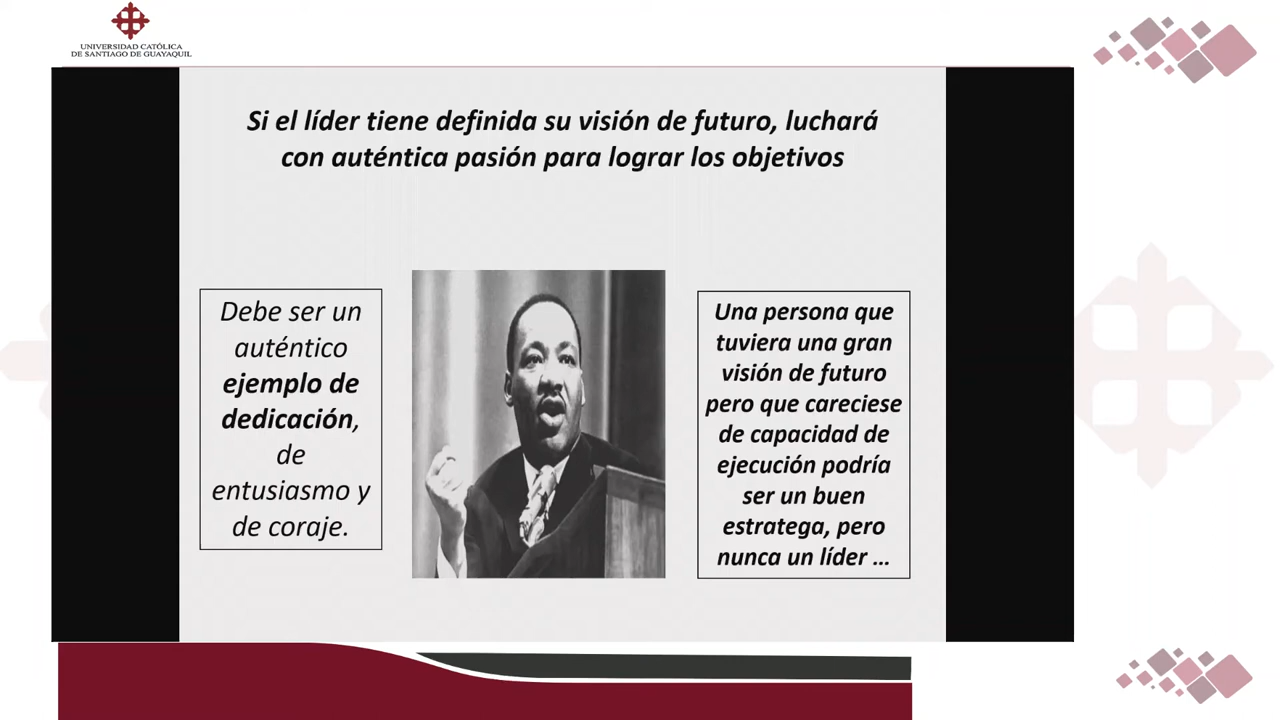 UNIVERSIDAD CATÓLICA
DE SANTIAGO DE GUAYAQUIL
Si el líder tiene definida su visión de futuro, luchará
con auténtica pasión para lograr los objetivos
Debe ser un
auténtico
ejemplo de
dedicación,
de
entusiasmo y
de coraje.
Una persona que
tuviera una gran
visión de futuro
pero que careciese
de capacidad de
ejecución podría
ser un buen
estratega, pero
nunca un líder ...